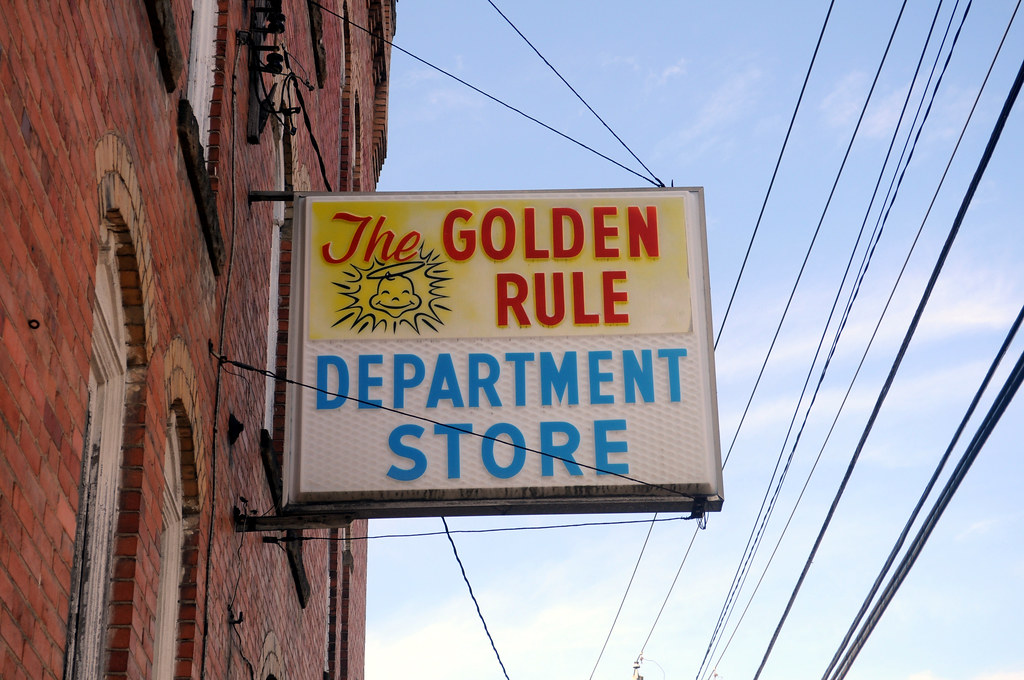 The GOLDEN
RULE
DEPARTMENT
STORE